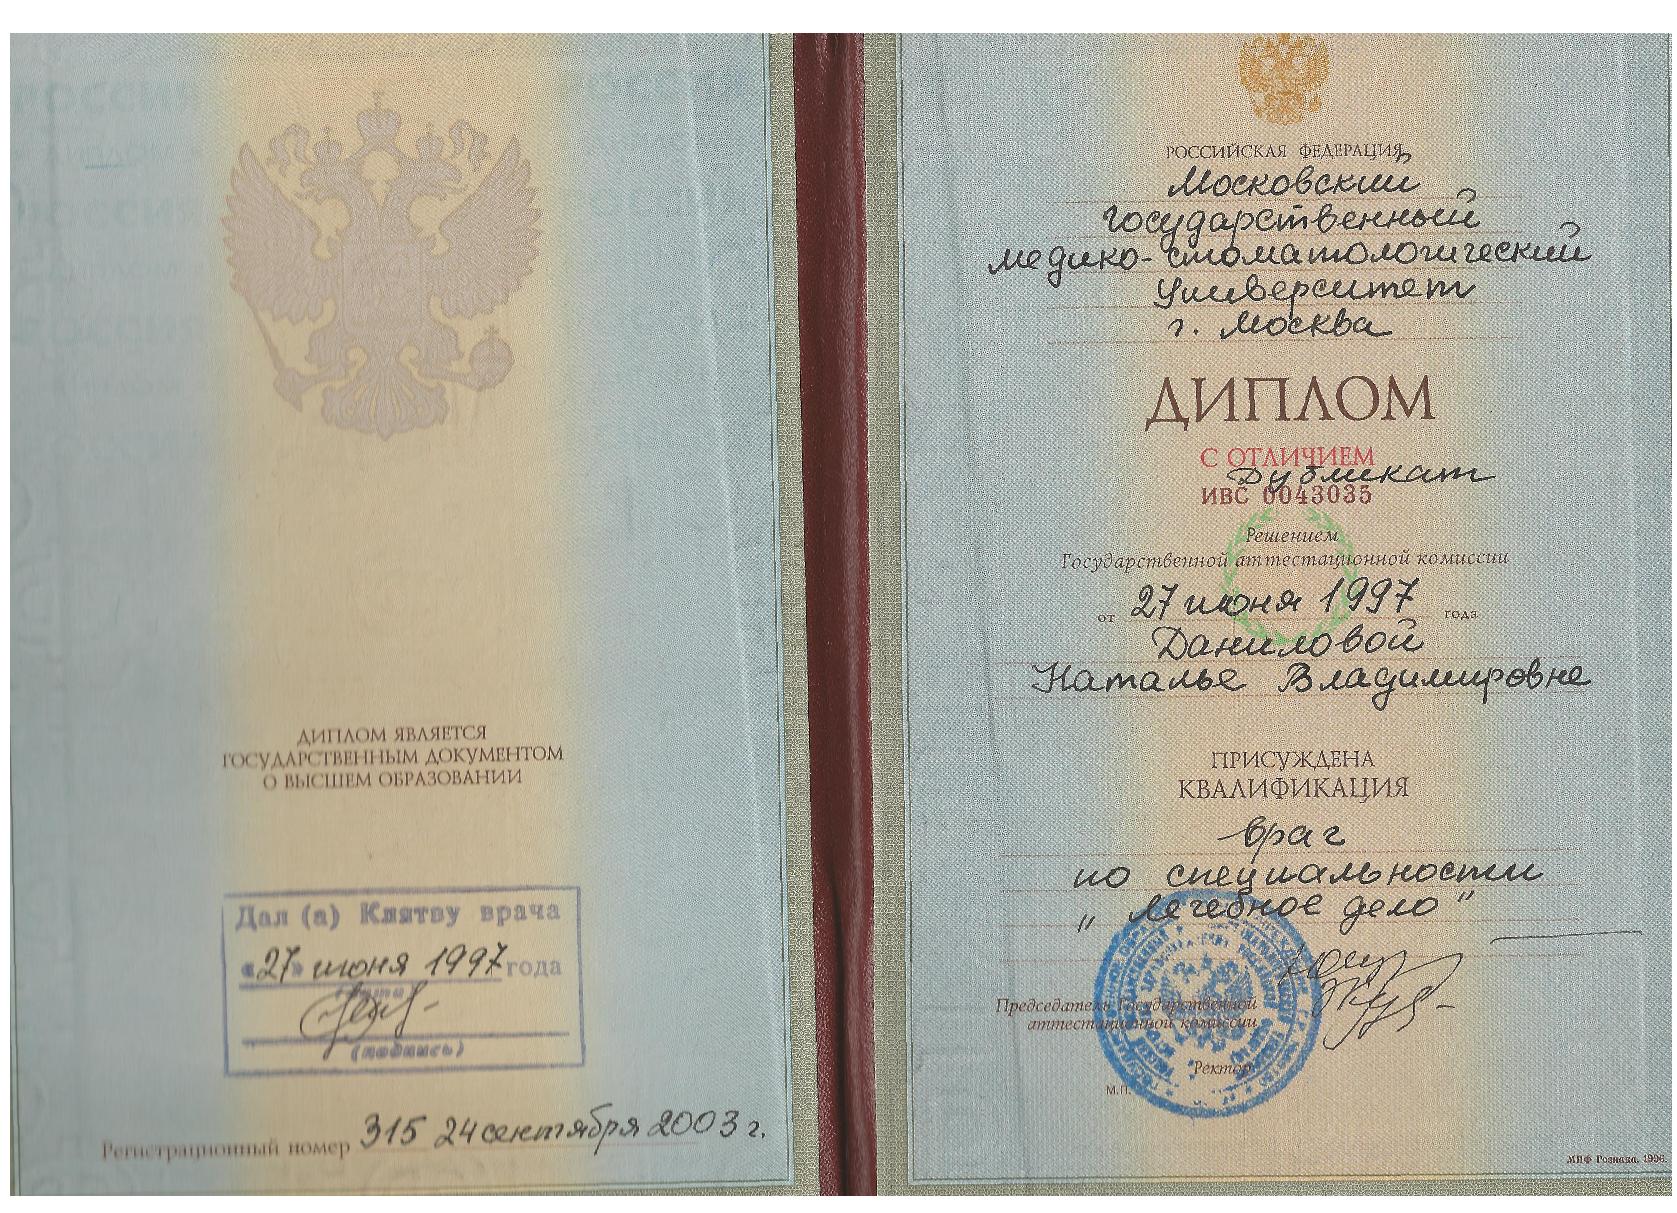 ДИПЛОМ ЯВЛЯЕТСЯ
ГОСУДАРСТВЕННЫМ ДОКУМЕНТОМ
О ВЫСШЕМ ОБРАЗОВАНИИ
Дал (а) Клятву врача
«27» июня 1997 года
(подпись)
Регистрационный номер 315 24 сентября 2003 г.
РОССИЙСКАЯ ФЕДЕРАЦИЯ
Московский
государственный
медико-стоматологический
Университет
г. Москва
ДИПЛОМ
С ОТЛИЧИЕМ
Дубликат
ИВС 0043035
Решением
Государственной аттестационной комиссии
от 27 июня 1997 года
Даниловой
Наталье Владимировне
ПРИСУЖДЕНА
КВАЛИФИКАЦИЯ
врач
по специальности
„Лечебное дело"
Председатель Государственной
аттестационной комиссии
Ректор
М.П.
МПФ Гознака. 1996.